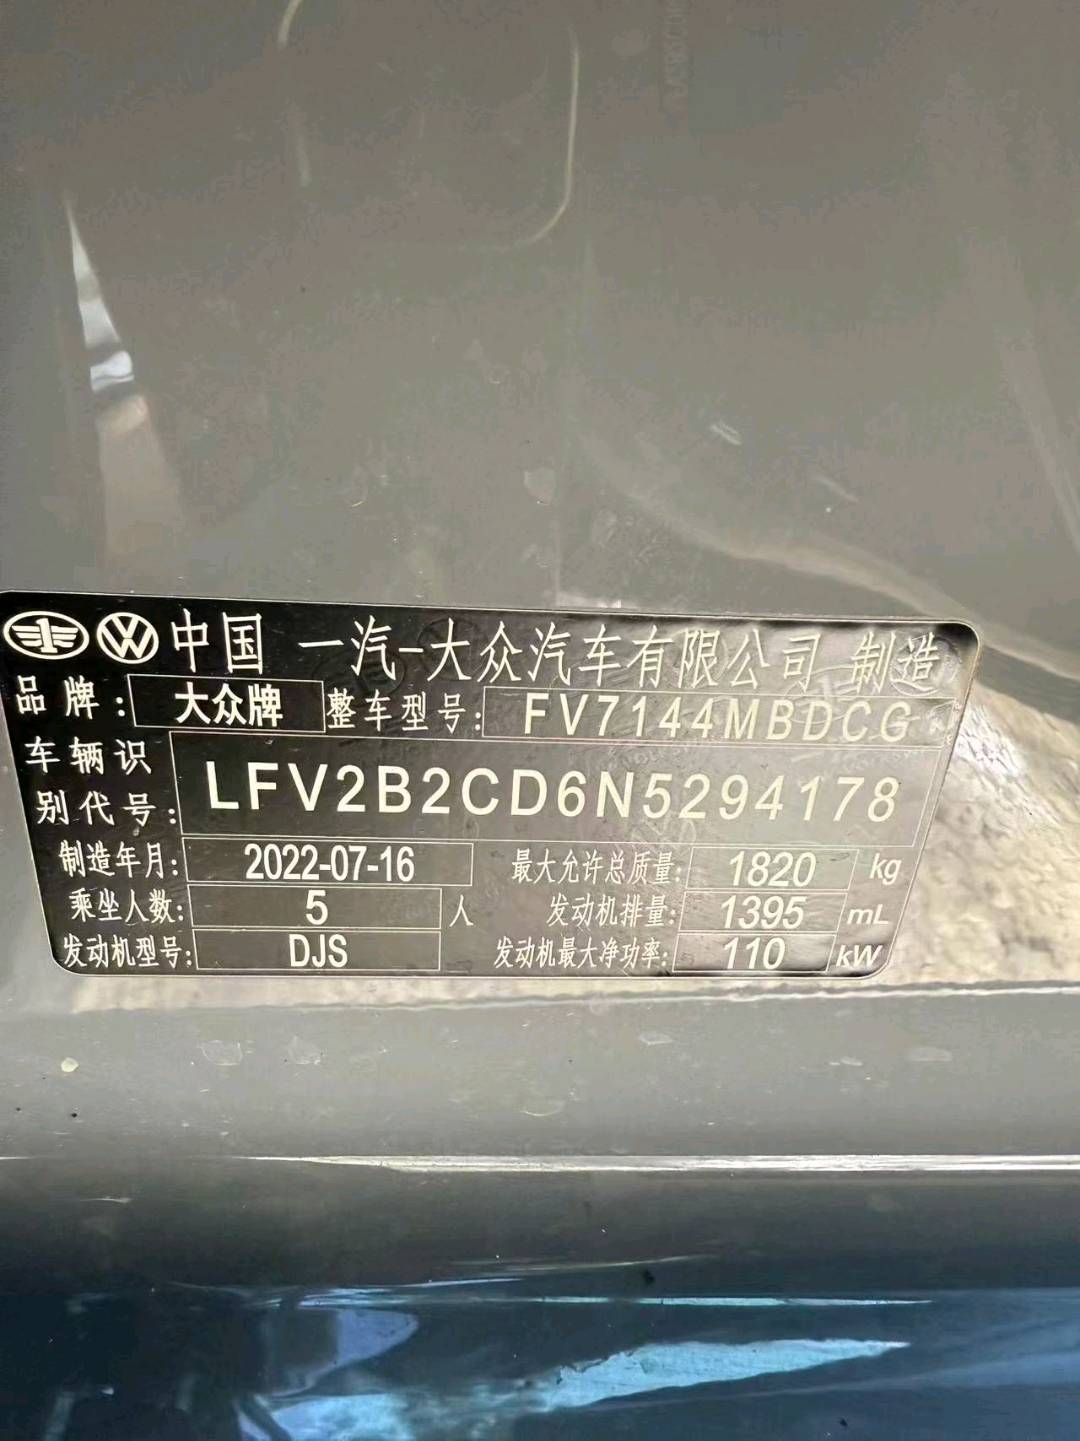 中国 一汽-大众汽车有限公司 制造
品牌: 大众牌 整车型号: FV7144MBDCG
车辆识
别代号: LFV2B2CD6N5294178
制造年月: 2022-07-16 最大允许总质量: 1820 kg
乘坐人数: 5 人 发动机排量: 1395 mL
发动机型号: DJS 发动机最大净功率: 110 kW